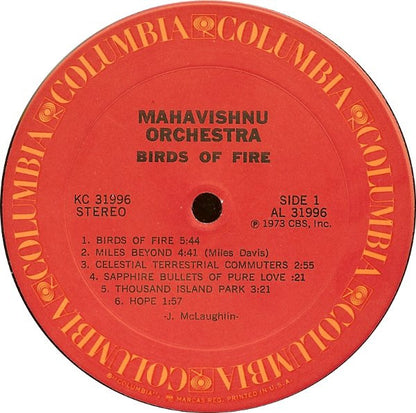 COLUMBIA COLUMBIA COLUMBIA COLUMBIA COLUMBIA COLUMBIA
MAHAVISHNU
ORCHESTRA
BIRDS OF FIRE
KC 31996
STEREO
SIDE 1
AL 31996
℗ 1973 CBS, Inc.
1. BIRDS OF FIRE 5:44
2. MILES BEYOND 4:41 (Miles Davis)
3. CELESTIAL TERRESTRIAL COMMUTERS 2:55
4. SAPPHIRE BULLETS OF PURE LOVE :21
5. THOUSAND ISLAND PARK 3:21
6. HOPE 1:57
-J. McLaughlin-
"COLUMBIA", MARCAS REG. PRINTED IN U.S.A.